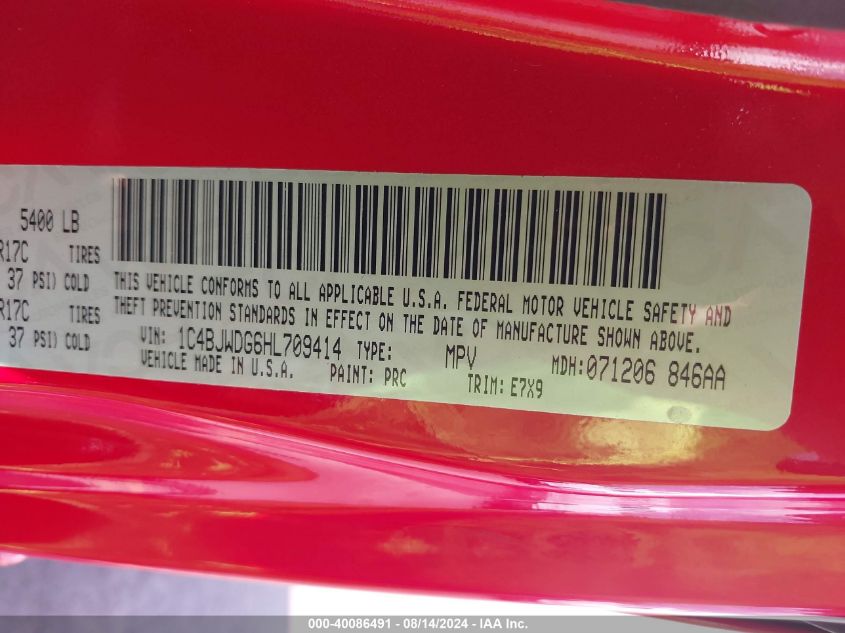 5400 LB
R17C TIRES
37 PSI) COLD
R17C TIRES
37 PSI) COLD
THIS VEHICLE CONFORMS TO ALL APPLICABLE U.S.A. FEDERAL MOTOR VEHICLE SAFETY AND
THEFT PREVENTION STANDARDS IN EFFECT ON THE DATE OF MANUFACTURE SHOWN ABOVE.
VIN: 1C4BJWDG6HL709414 TYPE: MPV MDH:071206 846AA
VEHICLE MADE IN U.S.A. PAINT: PRC TRIM: E7X9
000-40086491 - 08/14/2024 - IAA Inc.